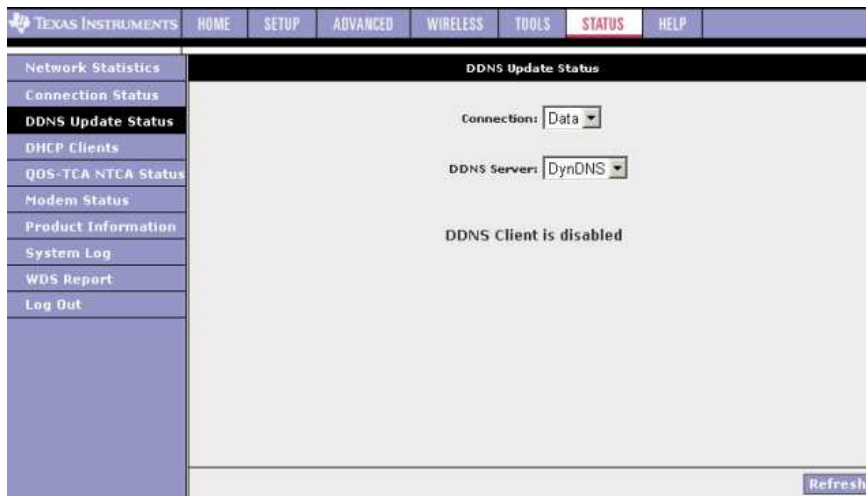 TEXAS INSTRUMENTS HOME SETUP ADVANCED WIRELESS TOOLS STATUS HELP
Network Statistics
Connection Status
DDNS Update Status
DHCP Clients
QOS-TCA NTCA Status
Modem Status
Product Information
System Log
WDS Report
Log Out
DDNS Update Status
Connection: Data
DDNS Server: DynDNS
DDNS Client is disabled
Refresh